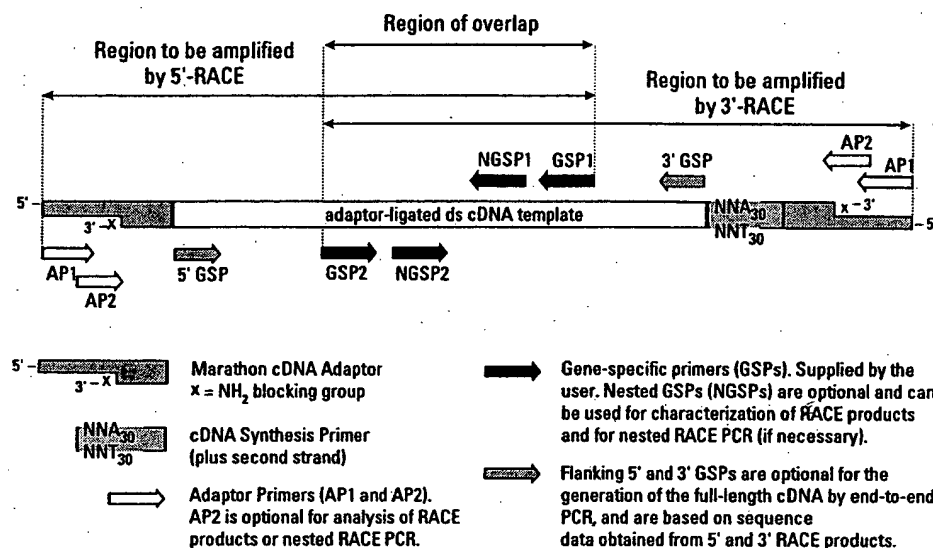 Region of overlap
Region to be amplified
by 5'-RACE
Region to be amplified
by 3'-RACE
AP2
AP1
NGSP1
GSP1
3' GSP
5'
adaptor-ligated ds cDNA template
NNA30
NNT30
x
3'
3'
x
5'
AP1
AP2
5' GSP
GSP2
NGSP2
5'
3'
x
Marathon cDNA Adaptor
x = NH2 blocking group
NNA30
NNT30
cDNA Synthesis Primer
(plus second strand)
Adaptor Primers (AP1 and AP2).
AP2 is optional for analysis of RACE
products or nested RACE PCR.
Gene-specific primers (GSPs). Supplied by the
user. Nested GSPs (NGSPs) are optional and can
be used for characterization of RACE products
and for nested RACE PCR (if necessary).
Flanking 5' and 3' GSPs are optional for the
generation of the full-length cDNA by end-to-end
PCR, and are based on sequence
data obtained from 5' and 3' RACE products.